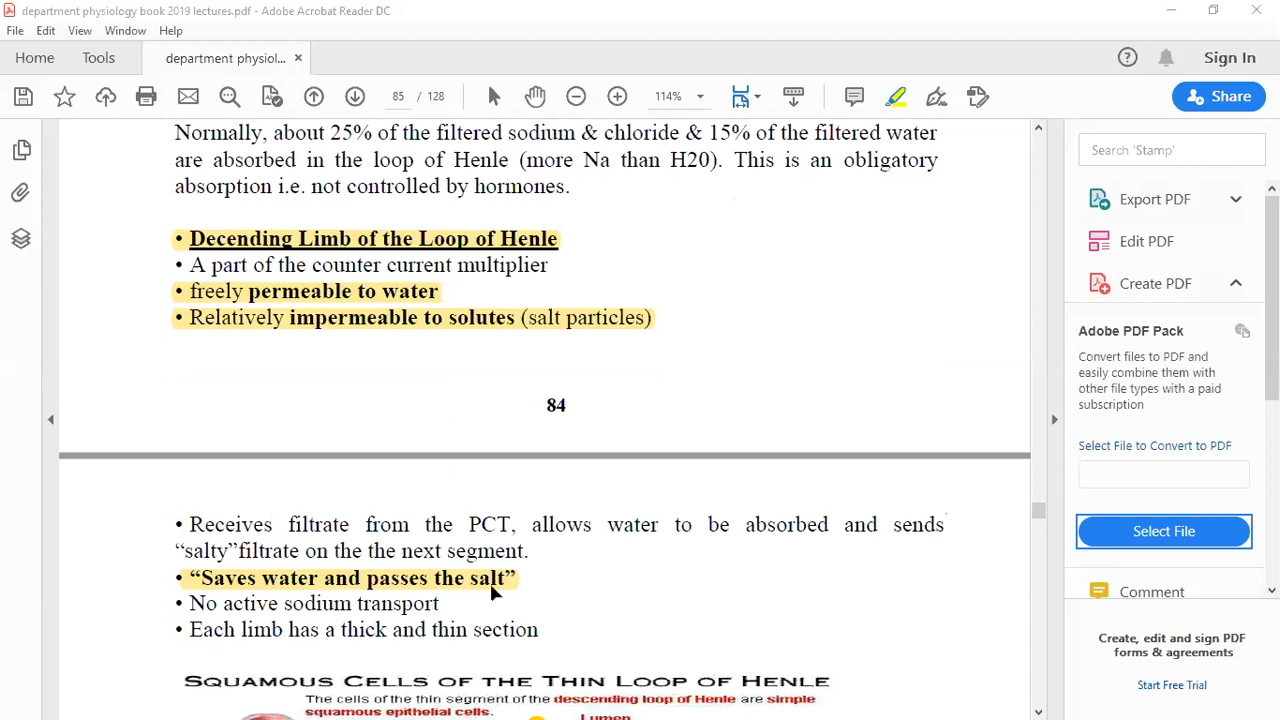 department physiology book 2019 lectures.pdf - Adobe Acrobat Reader DC
File Edit View Window Help
Home Tools department physiol... ×
Sign In
85 / 128 114%
Share
Normally, about 25% of the filtered sodium & chloride & 15% of the filtered water
are absorbed in the loop of Henle (more Na than H20). This is an obligatory
absorption i.e. not controlled by hormones.
• Decending Limb of the Loop of Henle
• A part of the counter current multiplier
• freely permeable to water
• Relatively impermeable to solutes (salt particles)
84
• Receives filtrate from the PCT, allows water to be absorbed and sends
“salty”filtrate on the the next segment.
• “Saves water and passes the salt”
• No active sodium transport
• Each limb has a thick and thin section
SQUAMOUS CELLS OF THE THIN LOOP OF HENLE
The cells of the thin segment of the descending loop of Henle are simple
squamous epithelial cells.
Lumen
Search 'Stamp'
Export PDF
Edit PDF
Create PDF
Adobe PDF Pack
Convert files to PDF and
easily combine them with
other file types with a paid
subscription
Select File to Convert to PDF
Select File
Comment
Create, edit and sign PDF
forms & agreements
Start Free Trial